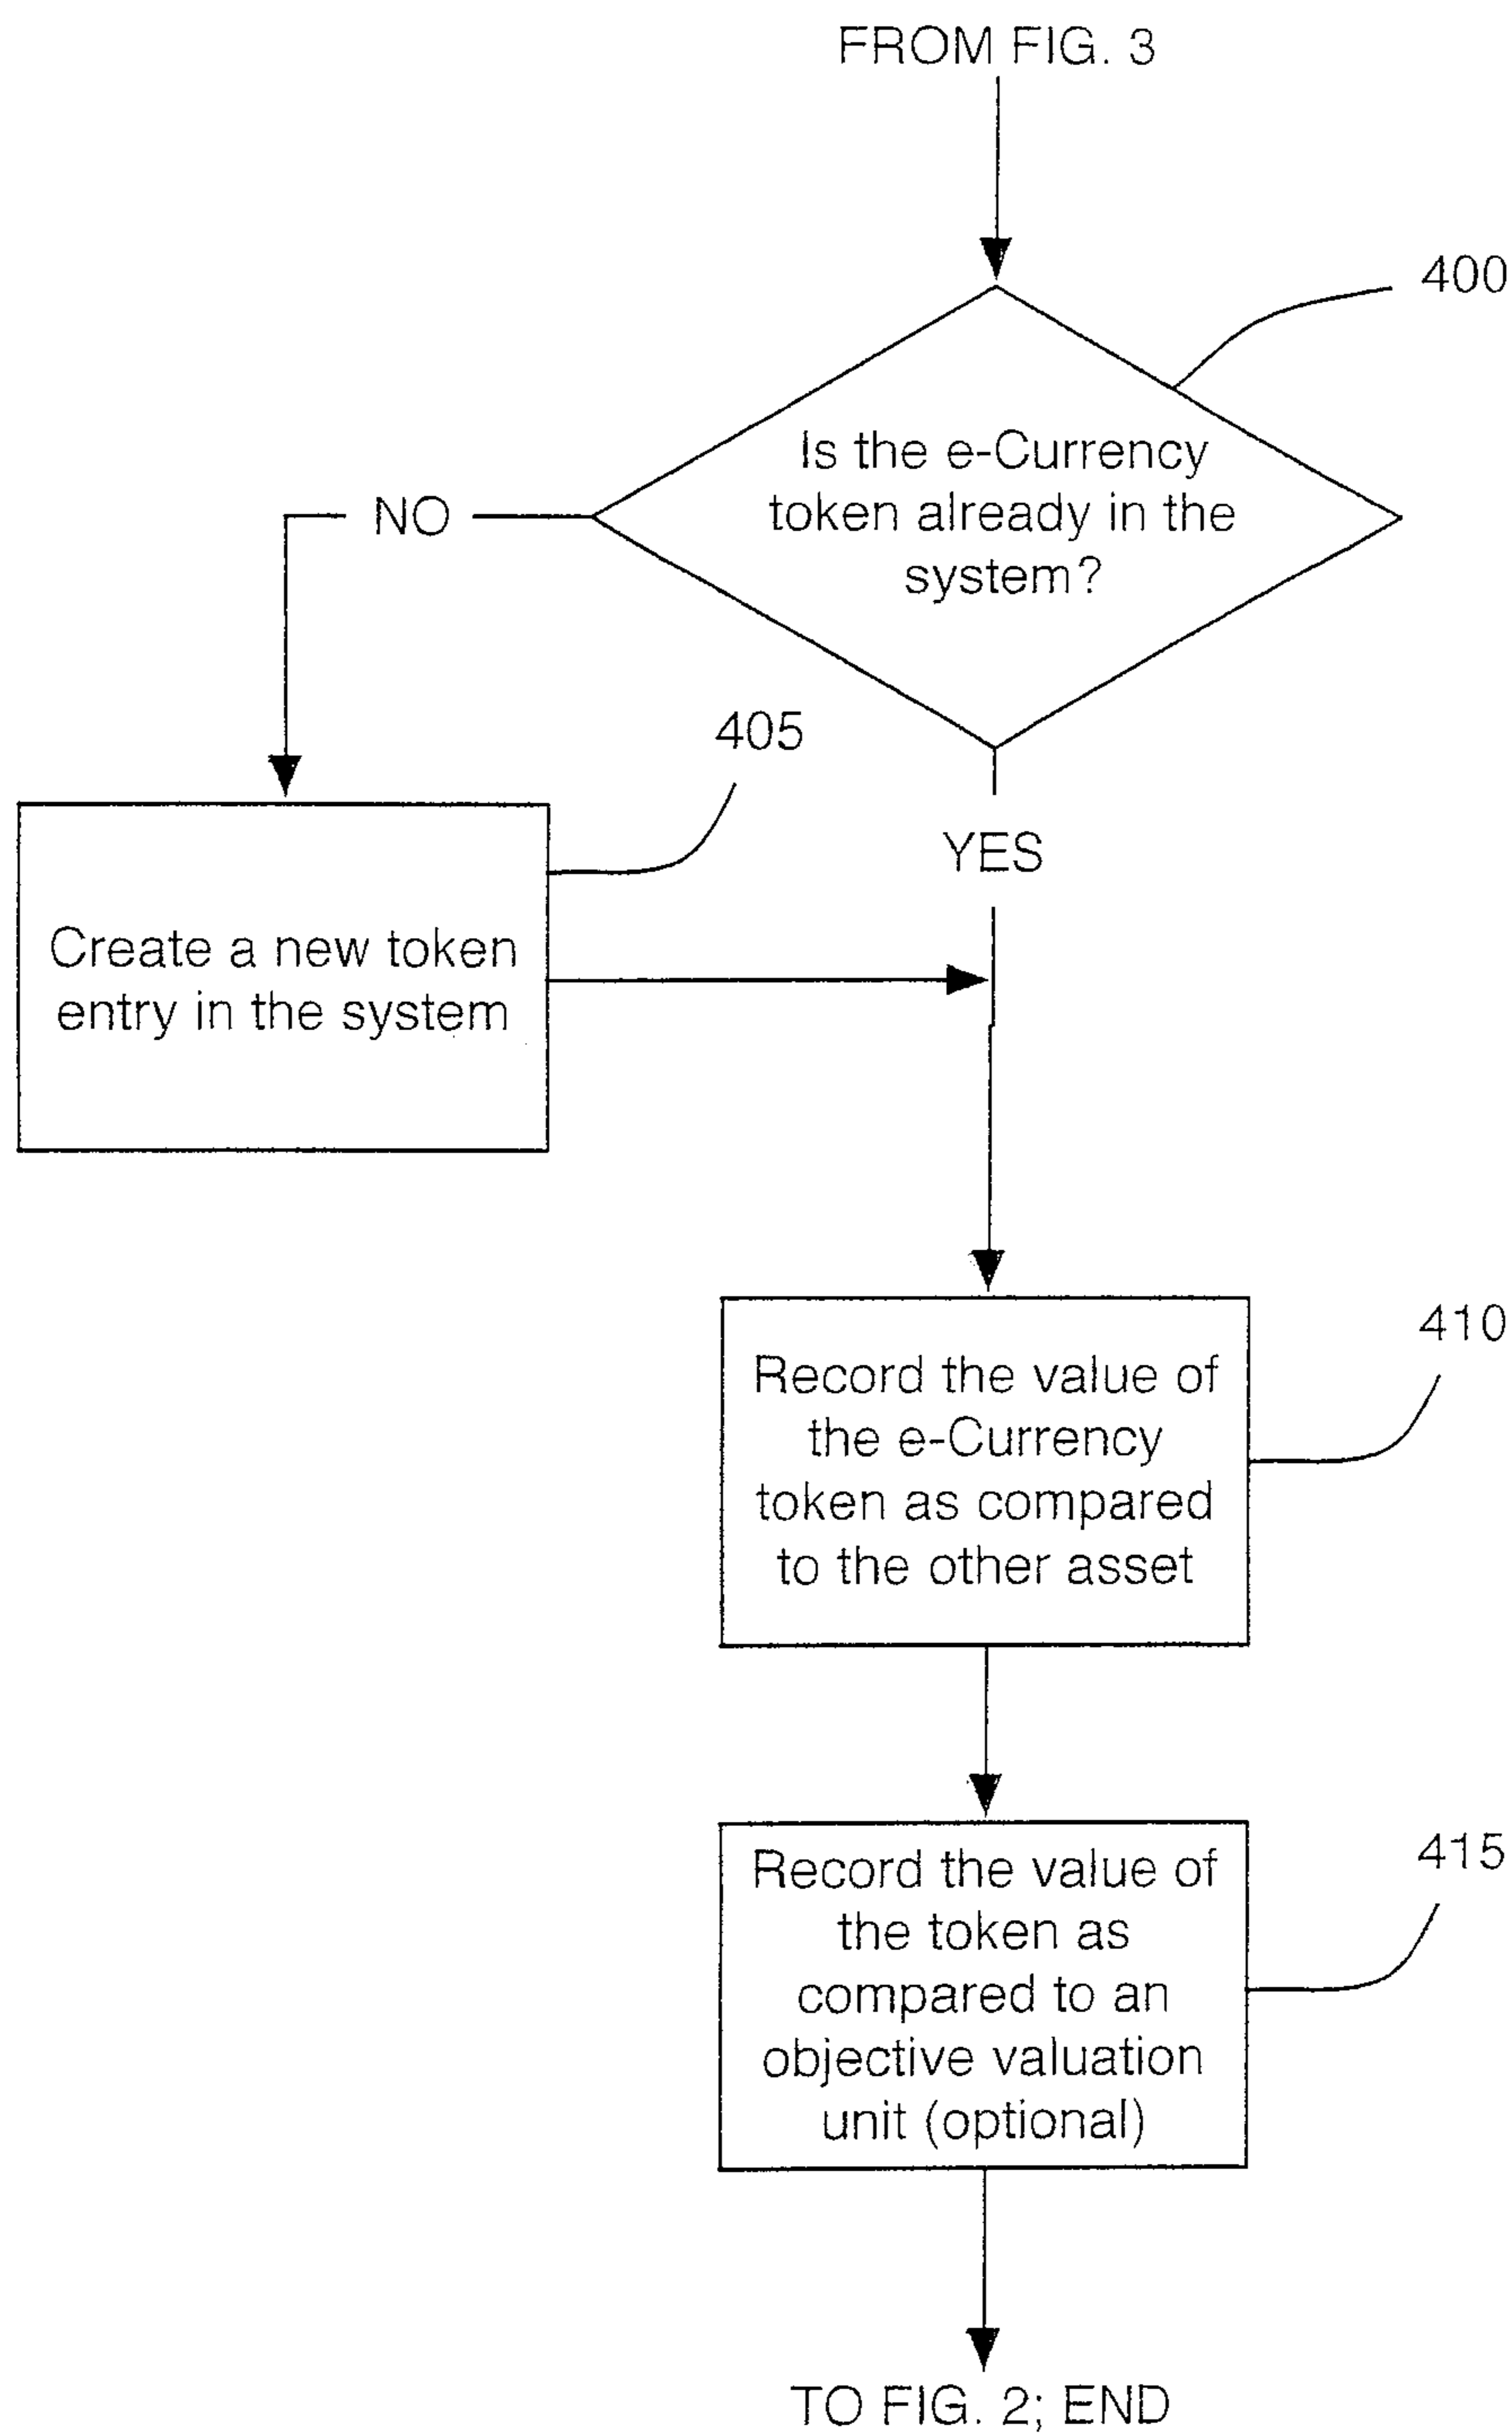 FROM FIG. 3
400
Is the e-Currency
token already in the
system?
NO
405
YES
Create a new token
entry in the system
410
Record the value of
the e-Currency
token as compared
to the other asset
415
Record the value of
the token as
compared to an
objective valuation
unit (optional)
TO FIG. 2; END